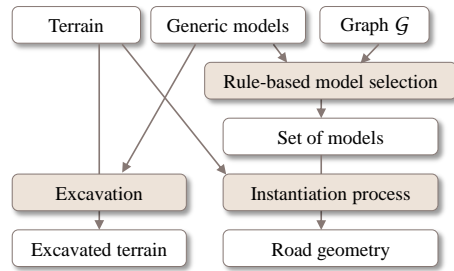 Terrain
Generic models
Graph 𝒢
Rule-based model selection
Set of models
Excavation
Instantiation process
Excavated terrain
Road geometry